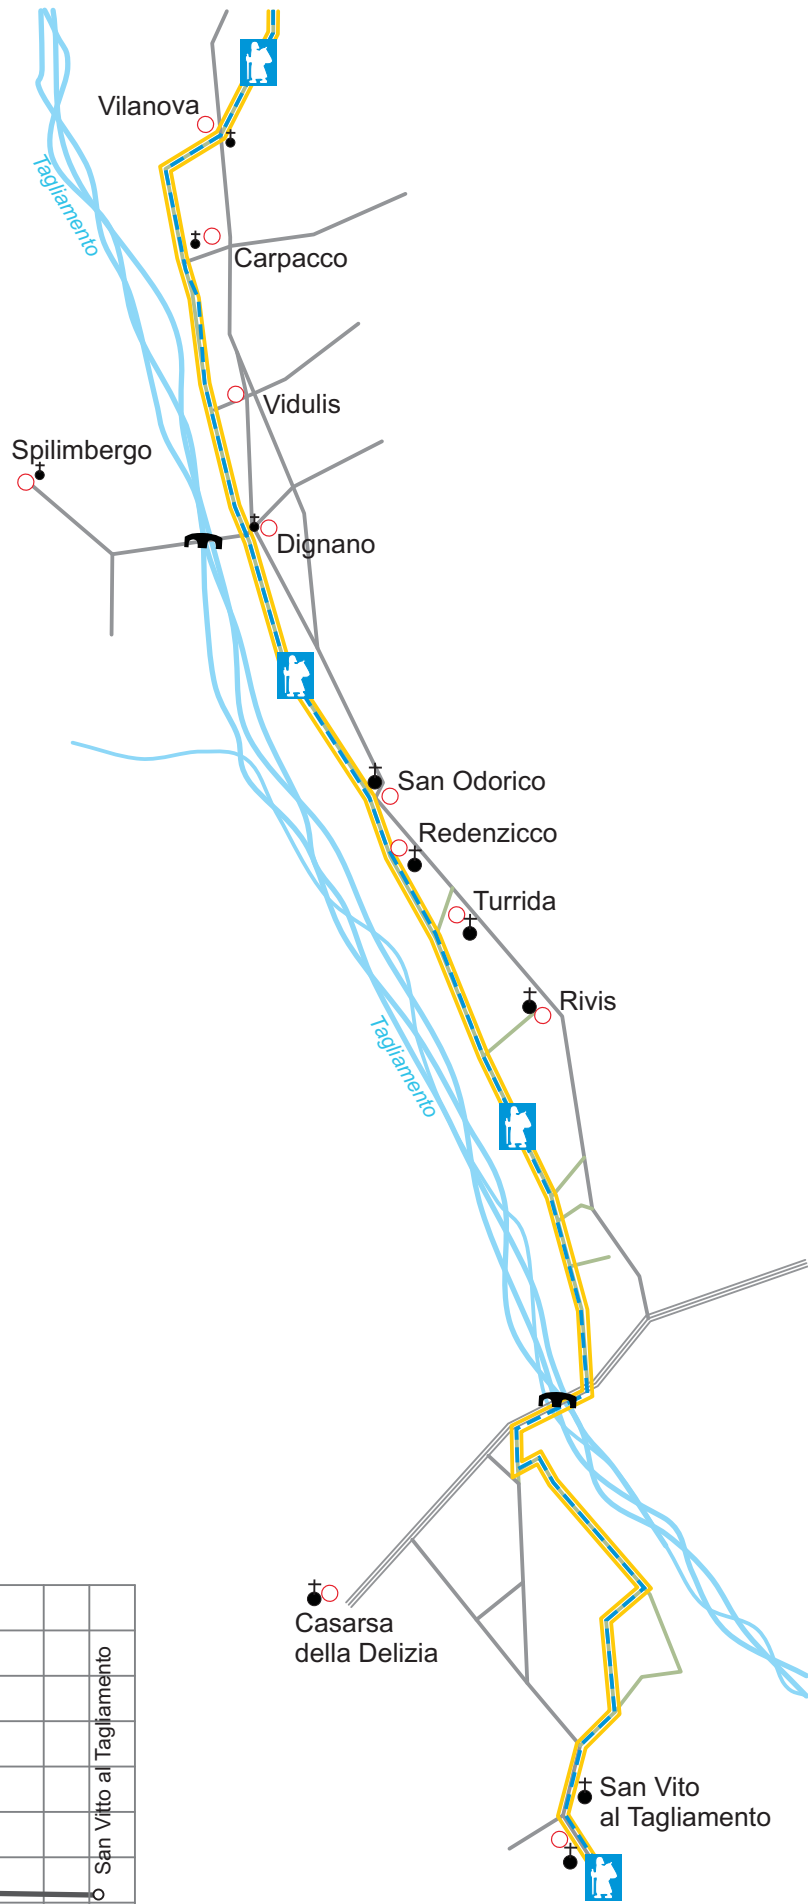 Vilanova
Tagliamento
Carpacco
Vidulis
Spilimbergo
Dignano
San Odorico
Redenzicco
Turrida
Rivis
Tagliamento
Casarsa
della Delizia
San Vitto al Tagliamento
San Vito
al Tagliamento